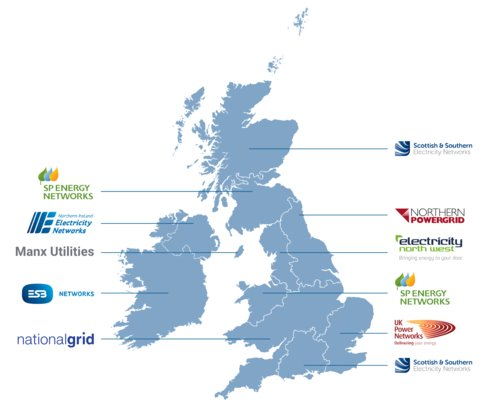 Scottish & Southern
Electricity Networks
SP ENERGY
NETWORKS
Northern Ireland
Electricity
Networks
Manx Utilities
ESB NETWORKS
nationalgrid
NORTHERN
POWERGRID
electricity
north west
Bringing energy to your door
SP ENERGY
NETWORKS
UK
Power
Networks
Delivering your energy
Scottish & Southern
Electricity Networks